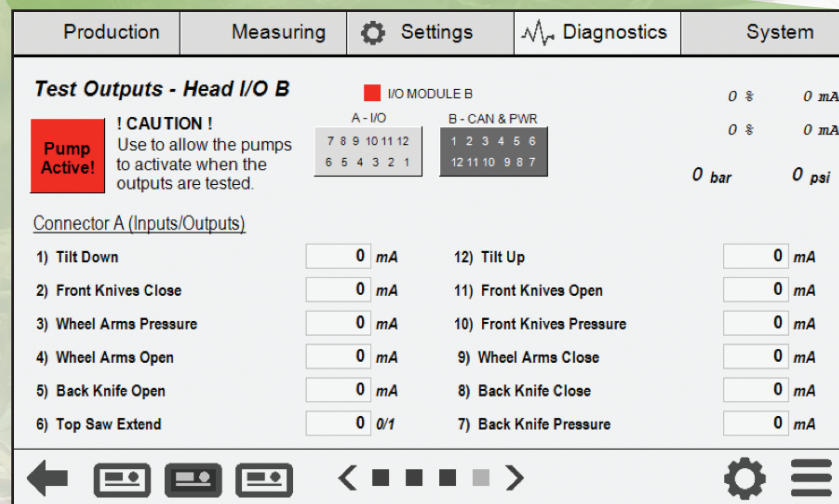 Production Measuring Settings Diagnostics System
Test Outputs - Head I/O B
I/O MODULE B
A - I/O
B - CAN & PWR
7 8 9 10 11 12
6 5 4 3 2 1
1 2 3 4 5 6
12 11 10 9 8 7
0 % 0 mA
0 % 0 mA
0 bar 0 psi
Pump
Active!
! CAUTION !
Use to allow the pumps
to activate when the
outputs are tested.
Connector A (Inputs/Outputs)
1) Tilt Down 0 mA 12) Tilt Up 0 mA
2) Front Knives Close 0 mA 11) Front Knives Open 0 mA
3) Wheel Arms Pressure 0 mA 10) Front Knives Pressure 0 mA
4) Wheel Arms Open 0 mA 9) Wheel Arms Close 0 mA
5) Back Knife Open 0 mA 8) Back Knife Close 0 mA
6) Top Saw Extend 0 0/1 7) Back Knife Pressure 0 mA